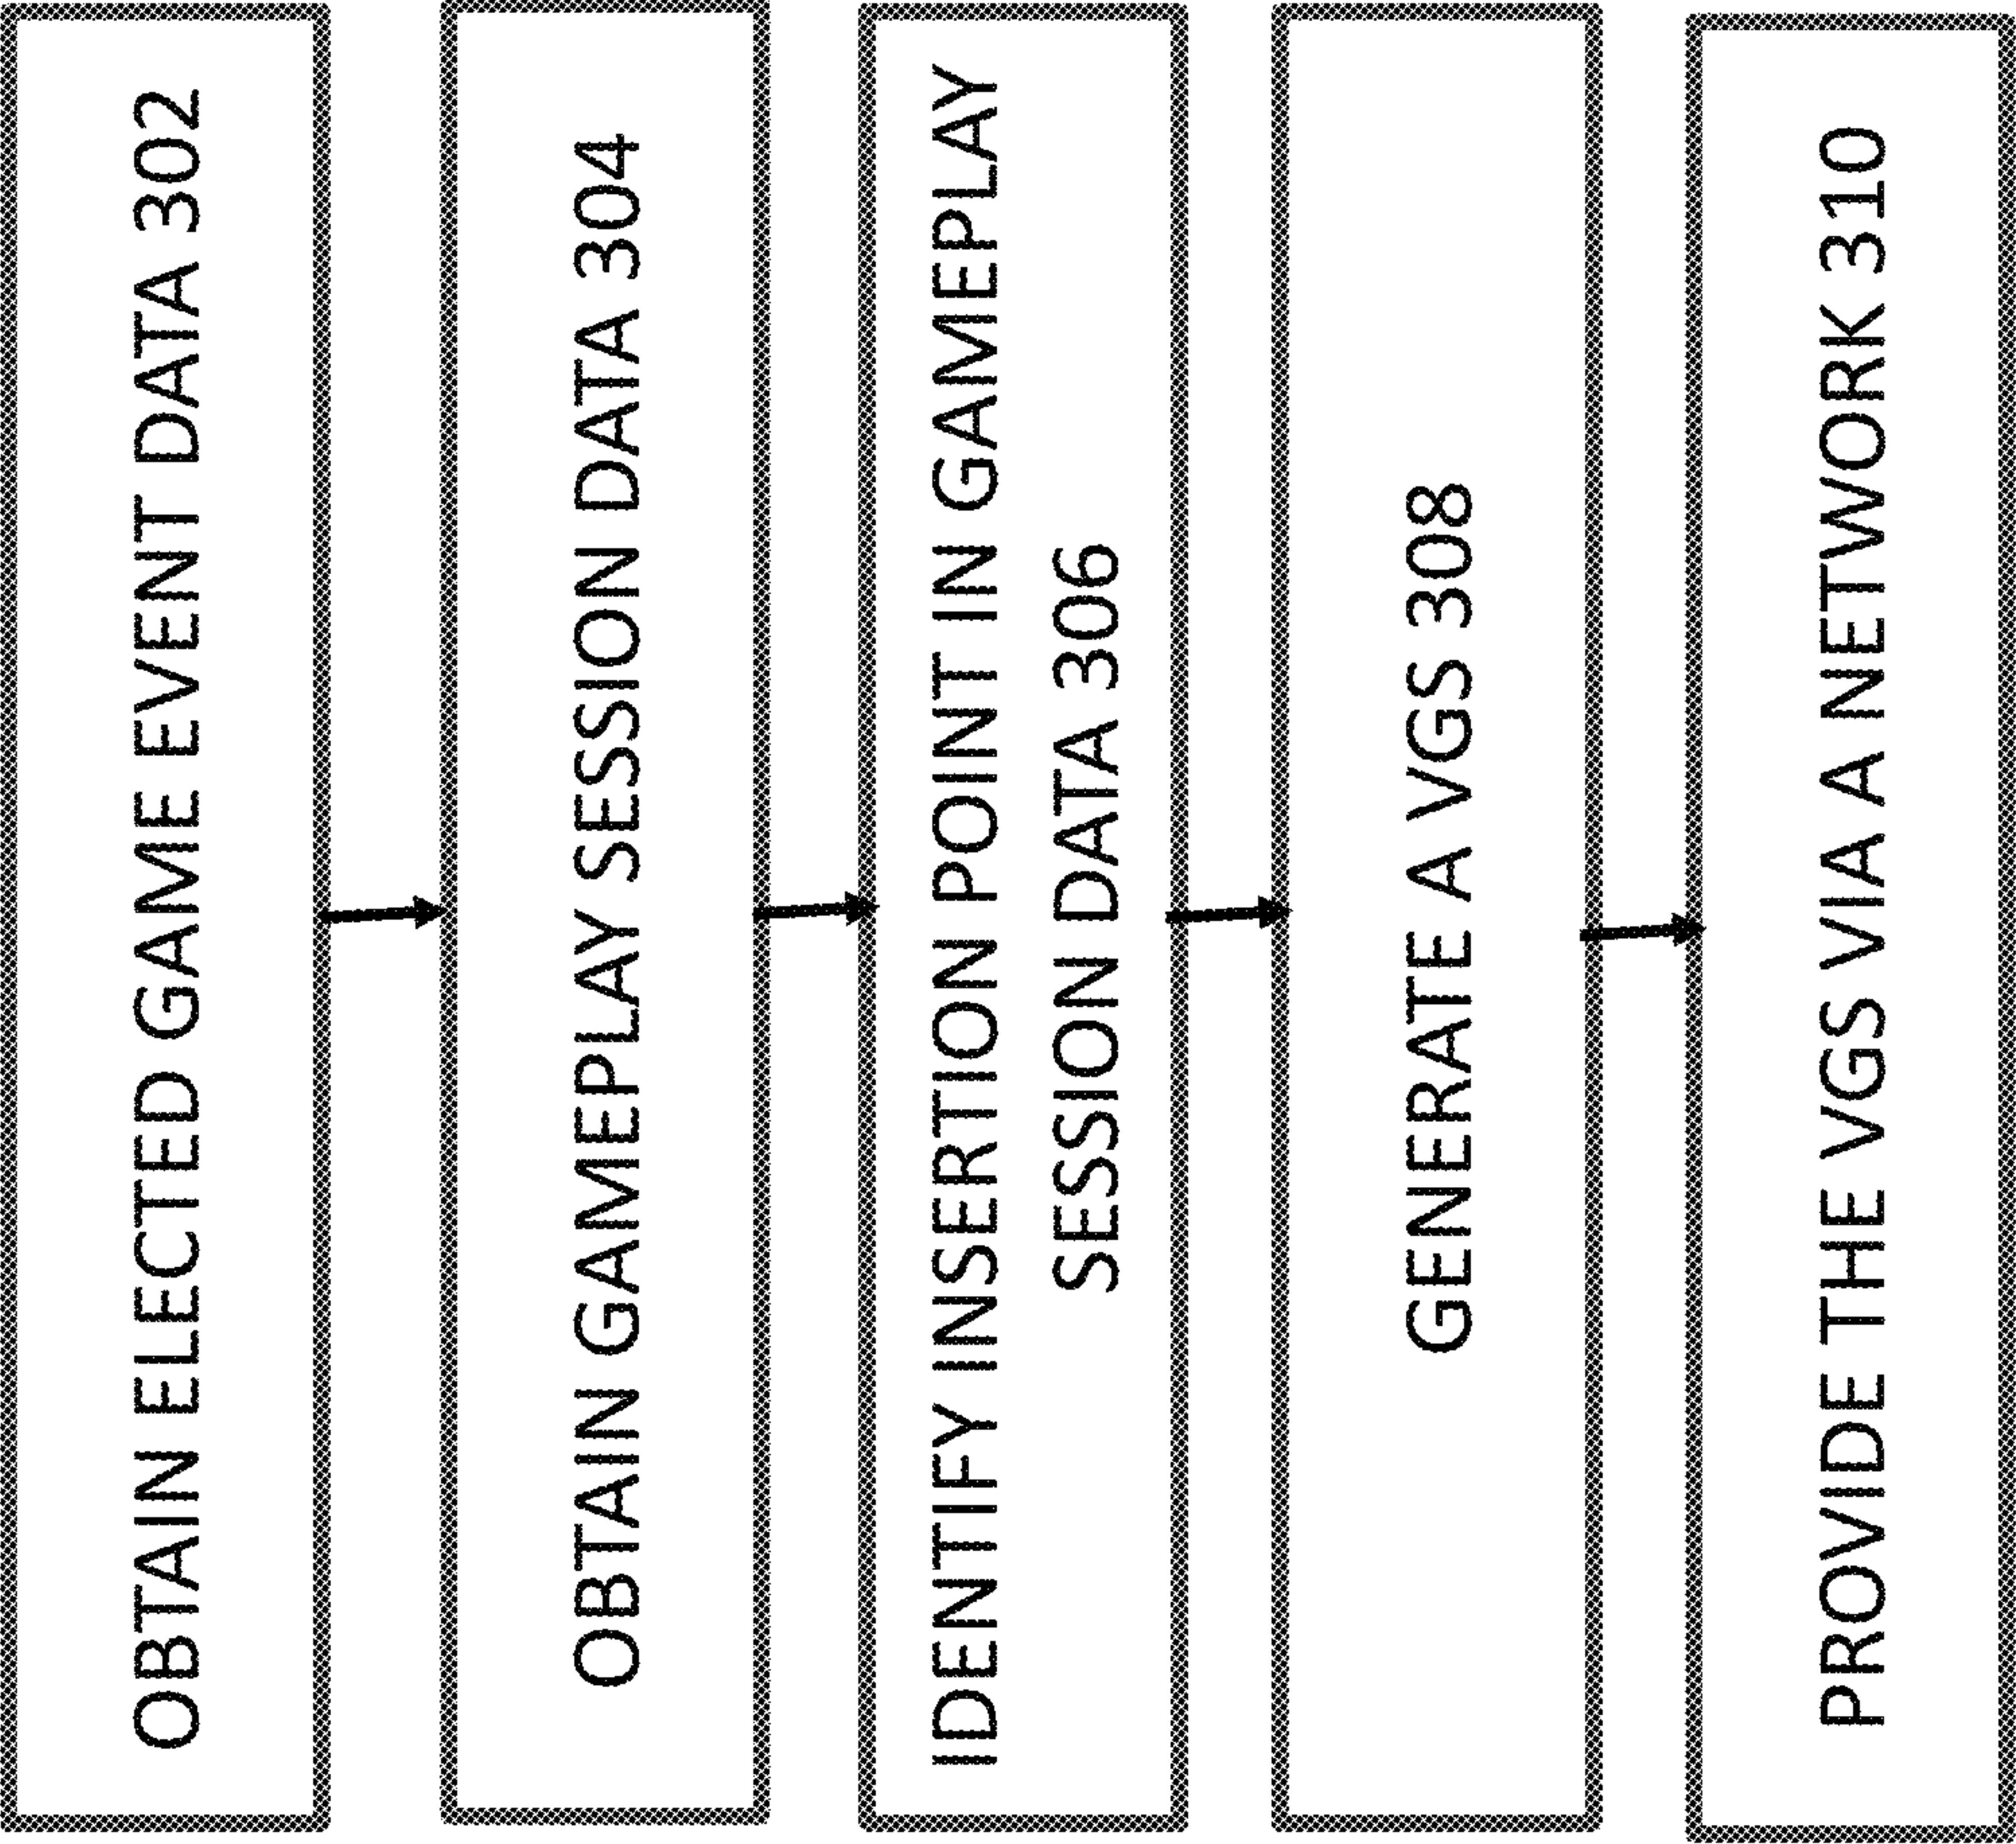 OBTAIN ELECTED GAME EVENT DATA 302
OBTAIN GAMEPLAY SESSION DATA 304
IDENTIFY INSERTION POINT IN GAMEPLAY
SESSION DATA 306
GENERATE A VGS 308
PROVIDE THE VGS VIA A NETWORK 310